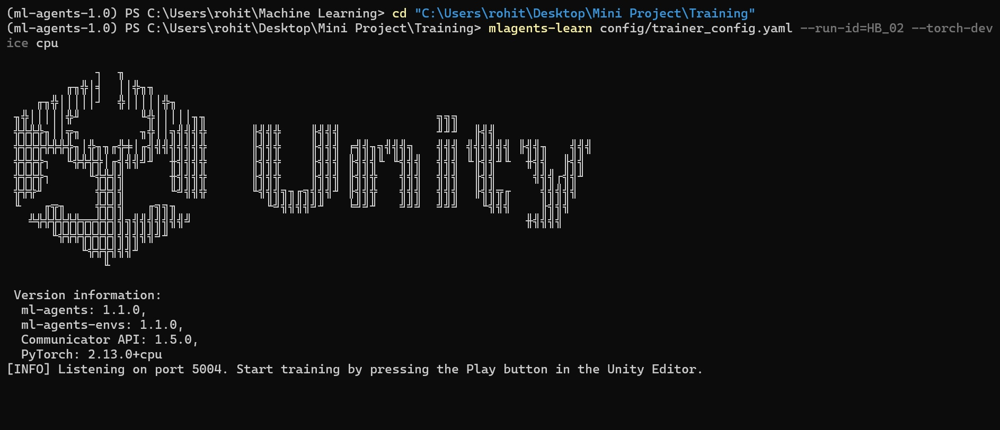 (ml-agents-1.0) PS C:\Users\rohit\Machine Learning> cd "C:\Users\rohit\Desktop\Mini Project\Training"
(ml-agents-1.0) PS C:\Users\rohit\Desktop\Mini Project\Training> mlagents-learn config/trainer_config.yaml --run-id=HB_02 --torch-dev
ice cpu
Unity
Version information:
ml-agents: 1.1.0,
ml-agents-envs: 1.1.0,
Communicator API: 1.5.0,
PyTorch: 2.13.0+cpu
[INFO] Listening on port 5004. Start training by pressing the Play button in the Unity Editor.